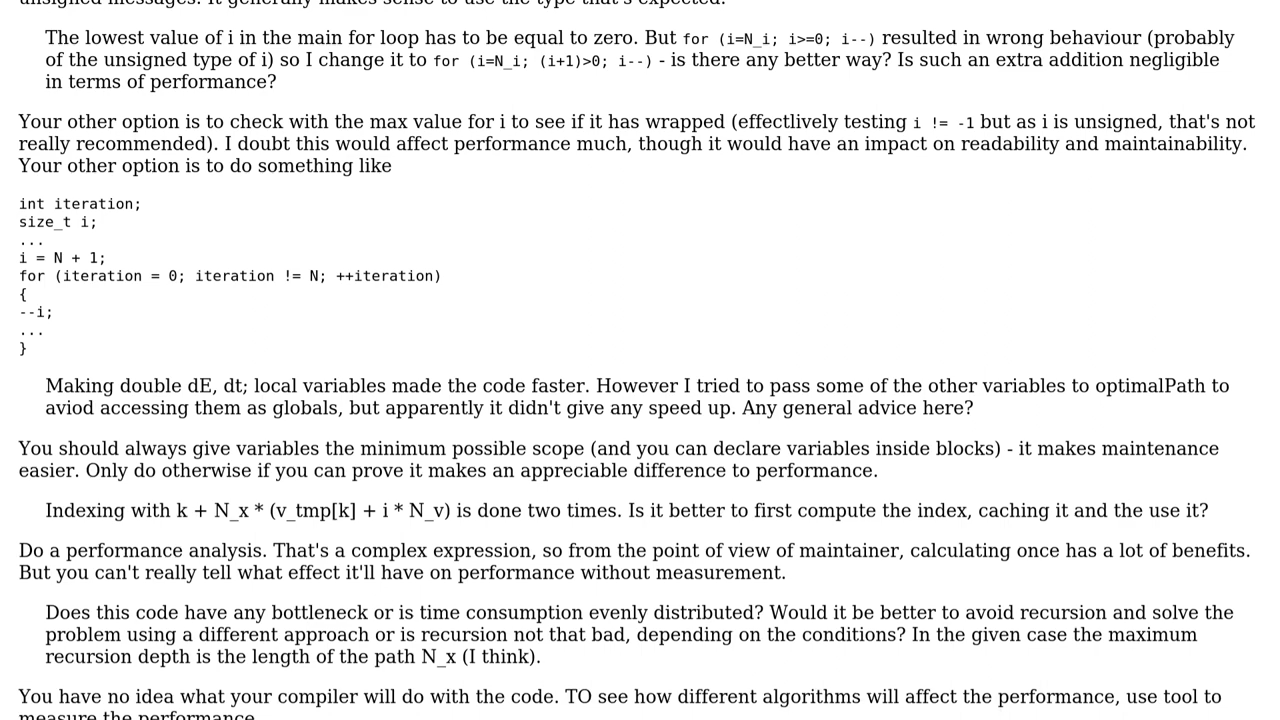 unsigned messages. It generally makes sense to use the type that's expected.
The lowest value of i in the main for loop has to be equal to zero. But for (i=N_i; i>=0; i--) resulted in wrong behaviour (probably
of the unsigned type of i) so I change it to for (i=N_i; (i+1)>0; i--) - is there any better way? Is such an extra addition negligible
in terms of performance?
Your other option is to check with the max value for i to see if it has wrapped (effectlively testing i != -1 but as i is unsigned, that's not
really recommended). I doubt this would affect performance much, though it would have an impact on readability and maintainability.
Your other option is to do something like
int iteration;
size_t i;
...
i = N + 1;
for (iteration = 0; iteration != N; ++iteration)
{
--i;
...
}
Making double dE, dt; local variables made the code faster. However I tried to pass some of the other variables to optimalPath to
aviod accessing them as globals, but apparently it didn't give any speed up. Any general advice here?
You should always give variables the minimum possible scope (and you can declare variables inside blocks) - it makes maintenance
easier. Only do otherwise if you can prove it makes an appreciable difference to performance.
Indexing with k + N_x * (v_tmp[k] + i * N_v) is done two times. Is it better to first compute the index, caching it and the use it?
Do a performance analysis. That's a complex expression, so from the point of view of maintainer, calculating once has a lot of benefits.
But you can't really tell what effect it'll have on performance without measurement.
Does this code have any bottleneck or is time consumption evenly distributed? Would it be better to avoid recursion and solve the
problem using a different approach or is recursion not that bad, depending on the conditions? In the given case the maximum
recursion depth is the length of the path N_x (I think).
You have no idea what your compiler will do with the code. TO see how different algorithms will affect the performance, use tool to
measure the performance.